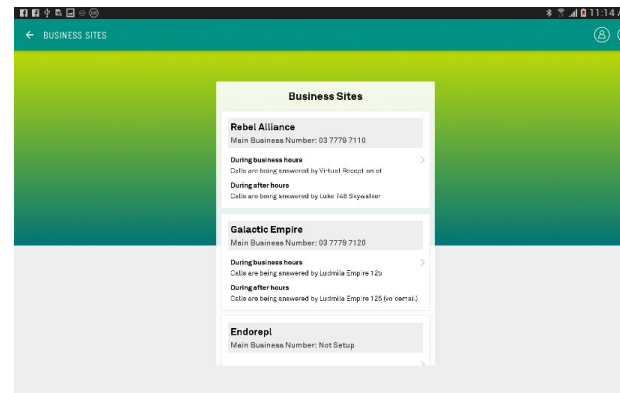 11:14
BUSINESS SITES
Business Sites
Rebel Alliance
Main Business Number: 03 7779 7110
During business hours
Calls are being answered by Virtual Receptionist
During after hours
Calls are being answered by Luke 148 Skywalker
Galactic Empire
Main Business Number: 03 7779 7120
During business hours
Calls are being answered by Ludmila Empire 125
During after hours
Calls are being answered by Ludmila Empire 125 (voicemail)
Endorepl
Main Business Number: Not Setup